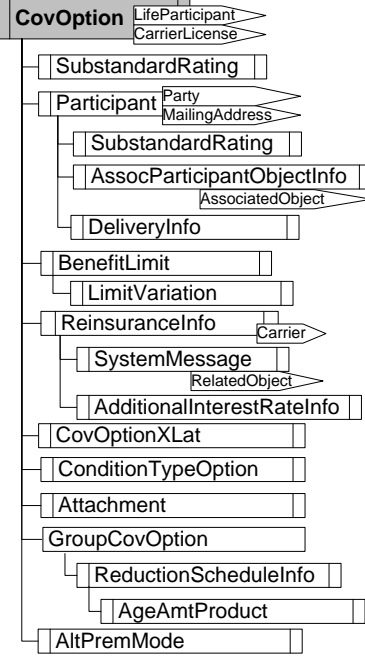 CovOption
LifeParticipant
CarrierLicense
SubstandardRating
Participant
Party
MailingAddress
SubstandardRating
AssocParticipantObjectInfo
AssociatedObject
DeliveryInfo
BenefitLimit
LimitVariation
ReinsuranceInfo
Carrier
SystemMessage
RelatedObject
AdditionalInterestRateInfo
CovOptionXLat
ConditionTypeOption
Attachment
GroupCovOption
ReductionScheduleInfo
AgeAmtProduct
AltPremMode